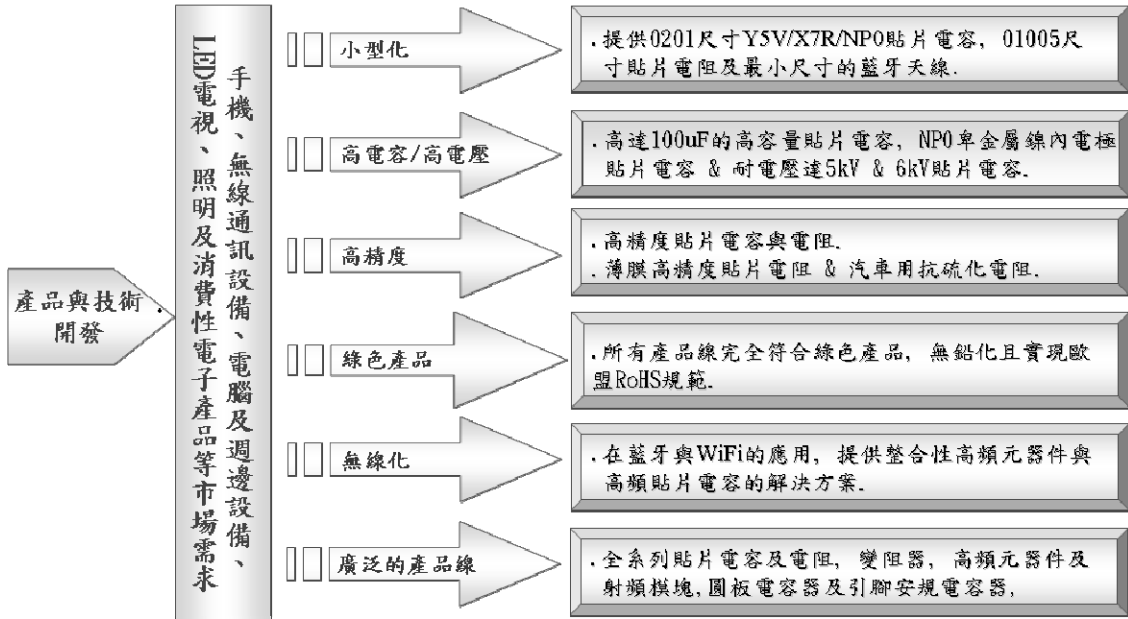 產品與技術
開發
手機、無線通訊設備、電腦及週邊設備、
LED電視、照明及消費性電子產品等市場需求
小型化
.提供0201尺寸Y5V/X7R/NP0貼片電容, 01005尺
寸貼片電阻及最小尺寸的藍牙天線.
高電容/高電壓
.高達100uF的高容量貼片電容, NP0卑金屬鎳內電極
貼片電容 & 耐電壓達5kV & 6kV貼片電容.
高精度
.高精度貼片電容與電阻.
.薄膜高精度貼片電阻 & 汽車用抗硫化電阻.
綠色產品
.所有產品線完全符合綠色產品, 無鉛化且實現歐
盟RoHS規範.
無線化
.在藍牙與WiFi的應用, 提供整合性高頻元器件與
高頻貼片電容的解決方案.
廣泛的產品線
.全系列貼片電容及電阻, 變阻器, 高頻元器件及
射頻模塊,圓板電容器及引腳安規電容器,